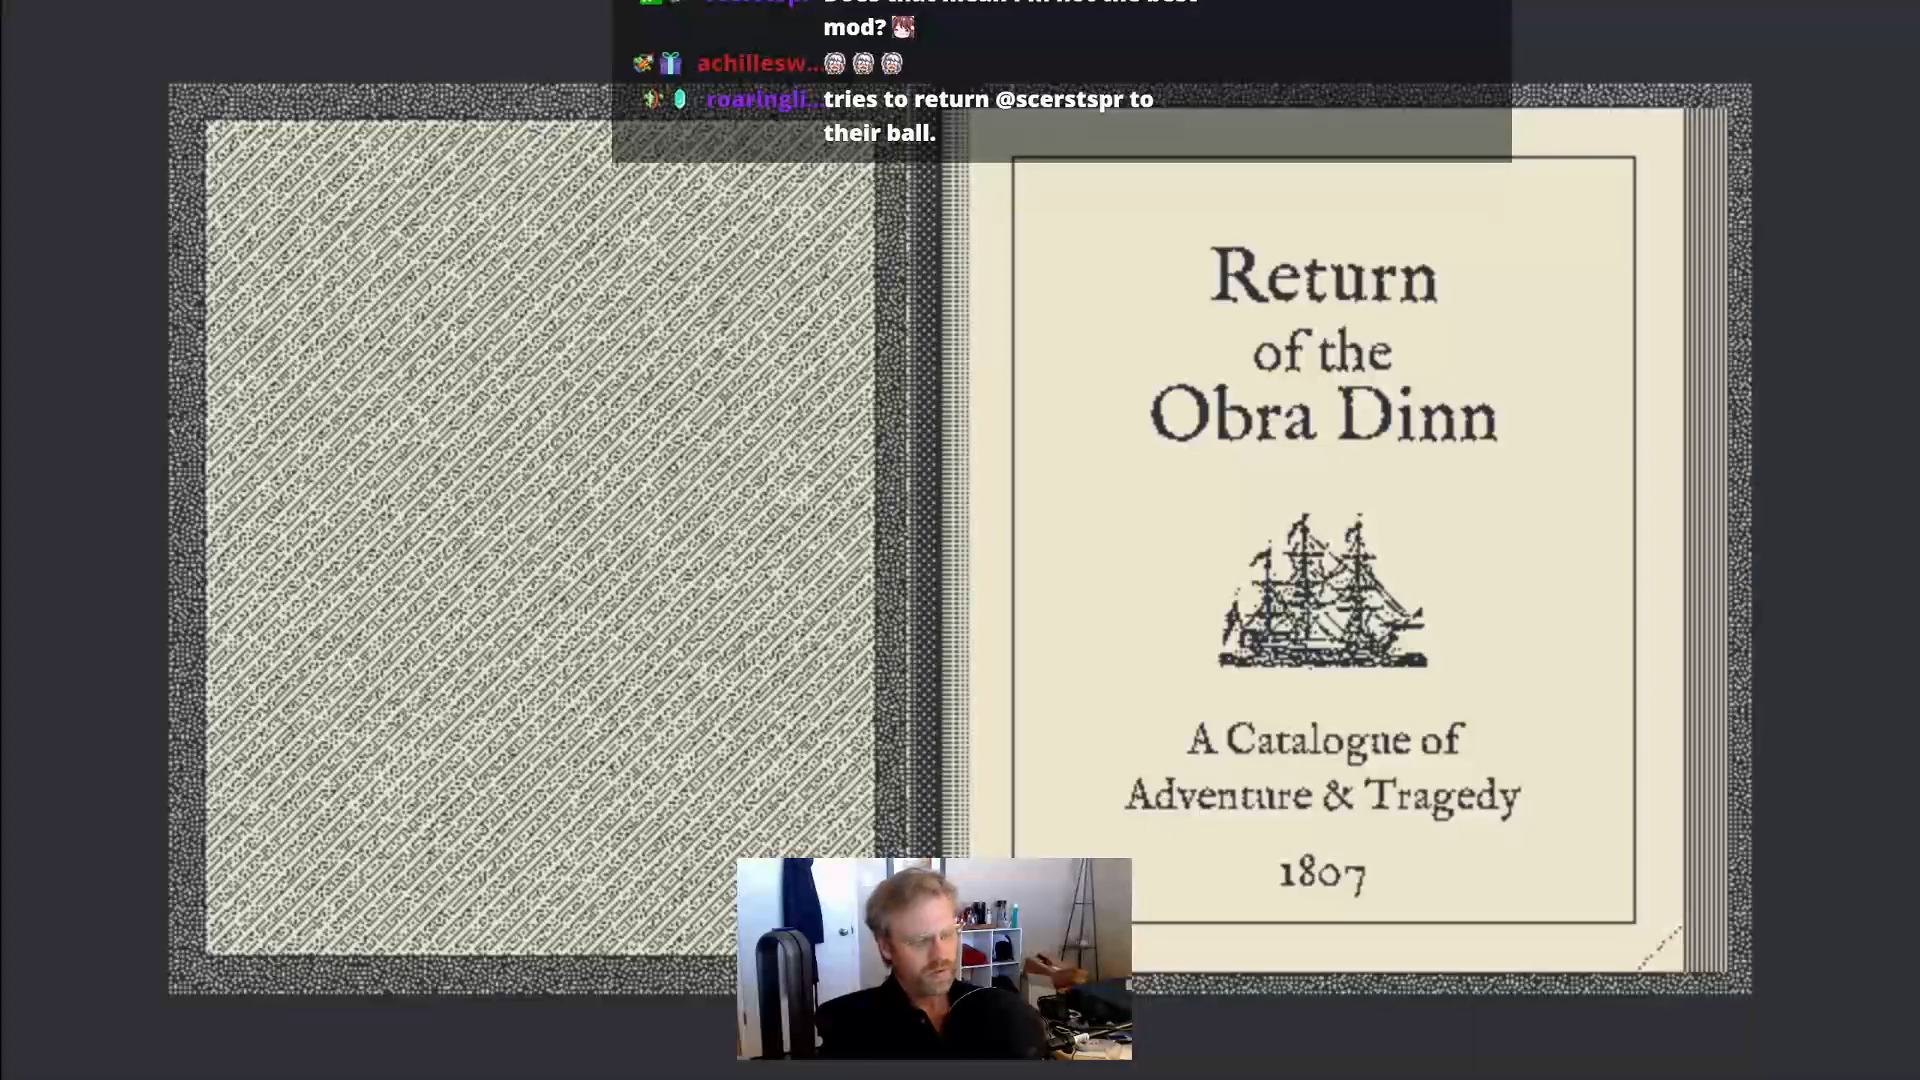 mod?
achillesw...
roaringli... tries to return @scerstspr to
their ball.
Return
of the
Obra Dinn
A Catalogue of
Adventure & Tragedy
1807